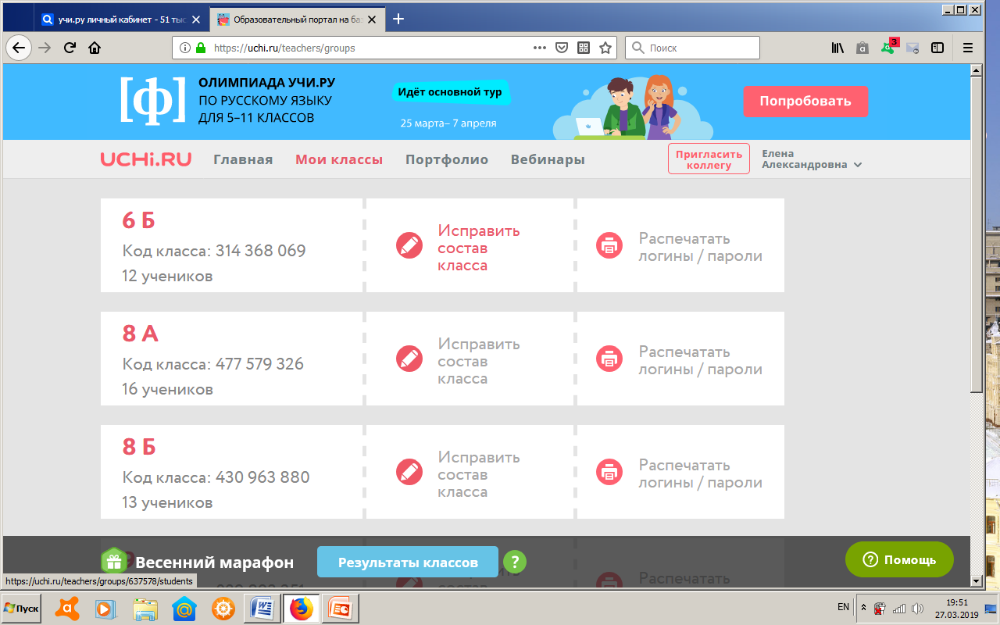 учи.ру личный кабинет - 51 тыс
Образовательный портал на ба
https://uchi.ru/teachers/groups
Поиск
3
[ф]
ОЛИМПИАДА УЧИ.РУ
ПО РУССКОМУ ЯЗЫКУ
ДЛЯ 5–11 КЛАССОВ
Идёт основной тур
25 марта– 7 апреля
Попробовать
UCHi.RU
Главная
Мои классы
Портфолио
Вебинары
Пригласить
коллегу
Елена
Александровна
6 Б
Код класса: 314 368 069
12 учеников
Исправить
состав
класса
Распечатать
логины / пароли
8 А
Код класса: 477 579 326
16 учеников
Исправить
состав
класса
Распечатать
логины / пароли
8 Б
Код класса: 430 963 880
13 учеников
Исправить
состав
класса
Распечатать
логины / пароли
Весенний марафон
Результаты классов
?
Помощь
состав
Распечатать
https://uchi.ru/teachers/groups/637578/students
Пуск
EN
19:51
27.03.2019